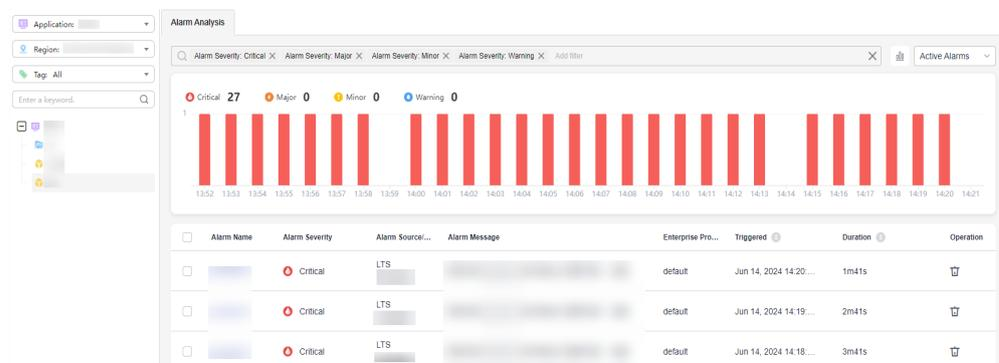 Application:
Region:
Tag: All
Enter a keyword.
Alarm Analysis
Alarm Severity: Critical Alarm Severity: Major Alarm Severity: Minor Alarm Severity: Warning Add filter
Active Alarms
Critical 27 Major 0 Minor 0 Warning 0
1
13:52 13:53 13:54 13:55 13:56 13:57 13:58 13:59 14:00 14:01 14:02 14:03 14:04 14:05 14:06 14:07 14:08 14:09 14:10 14:11 14:12 14:13 14:14 14:15 14:16 14:17 14:18 14:19 14:20 14:21
Alarm Name Alarm Severity Alarm Source/... Alarm Message Enterprise Pro... Triggered Duration Operation
Critical LTS default Jun 14, 2024 14:20:... 1m41s
Critical LTS default Jun 14, 2024 14:19:... 2m41s
Critical LTS default Jun 14, 2024 14:18:... 3m41s